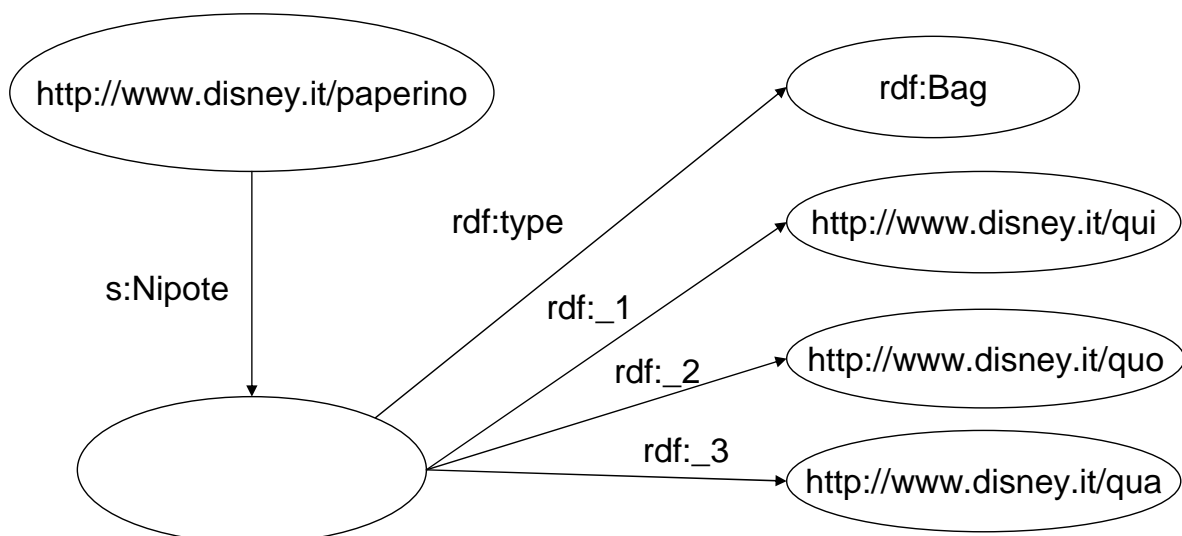 http://www.disney.it/paperino
rdf:Bag
rdf:type
http://www.disney.it/qui
s:Nipote
rdf:_1
http://www.disney.it/quo
rdf:_2
rdf:_3
http://www.disney.it/qua